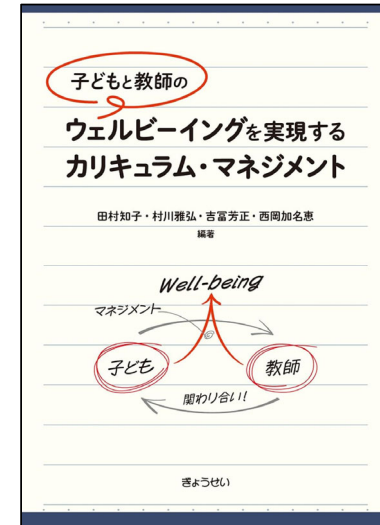 子どもと教師の
ウェルビーイングを実現する
カリキュラム・マネジメント
田村知子・村川雅弘・吉冨芳正・西岡加名恵
編著
Well-being
マネジメント
子ども
教師
関わり合い!
ぎょうせい